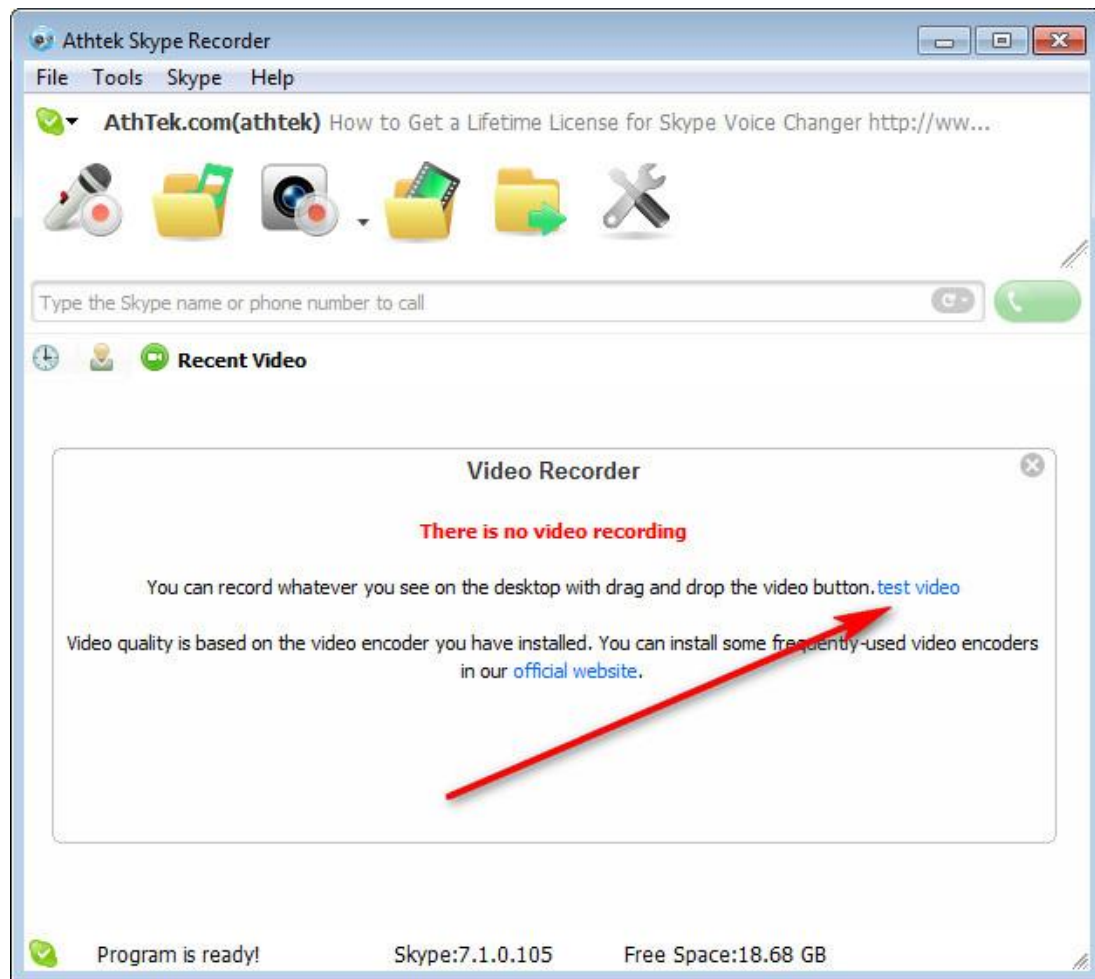 Athtek Skype Recorder
File Tools Skype Help
AthTek.com(athtek) How to Get a Lifetime License for Skype Voice Changer http://ww...
Type the Skype name or phone number to call
Recent Video
Video Recorder
There is no video recording
You can record whatever you see on the desktop with drag and drop the video button.test video
Video quality is based on the video encoder you have installed. You can install some frequently-used video encoders
in our official website.
Program is ready! Skype:7.1.0.105 Free Space:18.68 GB